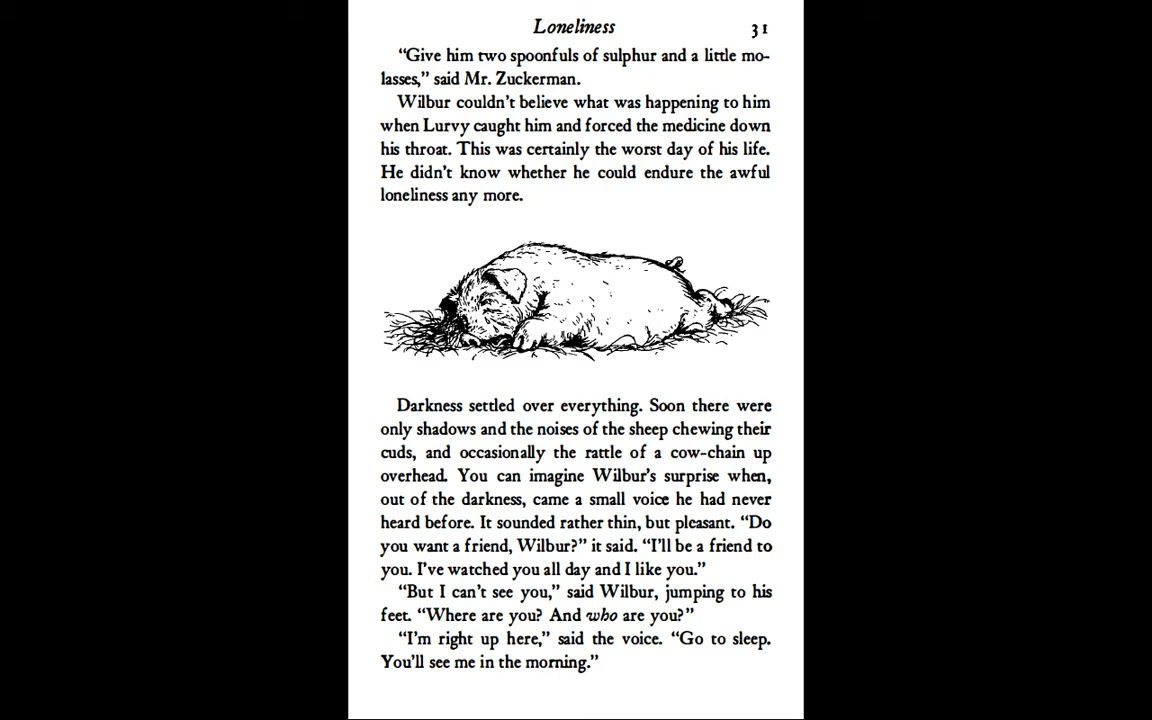 Loneliness 31
“Give him two spoonfuls of sulphur and a little mo-
lasses,” said Mr. Zuckerman.
Wilbur couldn’t believe what was happening to him
when Lurvy caught him and forced the medicine down
his throat. This was certainly the worst day of his life.
He didn’t know whether he could endure the awful
loneliness any more.
Darkness settled over everything. Soon there were
only shadows and the noises of the sheep chewing their
cuds, and occasionally the rattle of a cow-chain up
overhead. You can imagine Wilbur’s surprise when,
out of the darkness, came a small voice he had never
heard before. It sounded rather thin, but pleasant. “Do
you want a friend, Wilbur?” it said. “I’ll be a friend to
you. I’ve watched you all day and I like you.”
“But I can’t see you,” said Wilbur, jumping to his
feet. “Where are you? And who are you?”
“I’m right up here,” said the voice. “Go to sleep.
You’ll see me in the morning.”